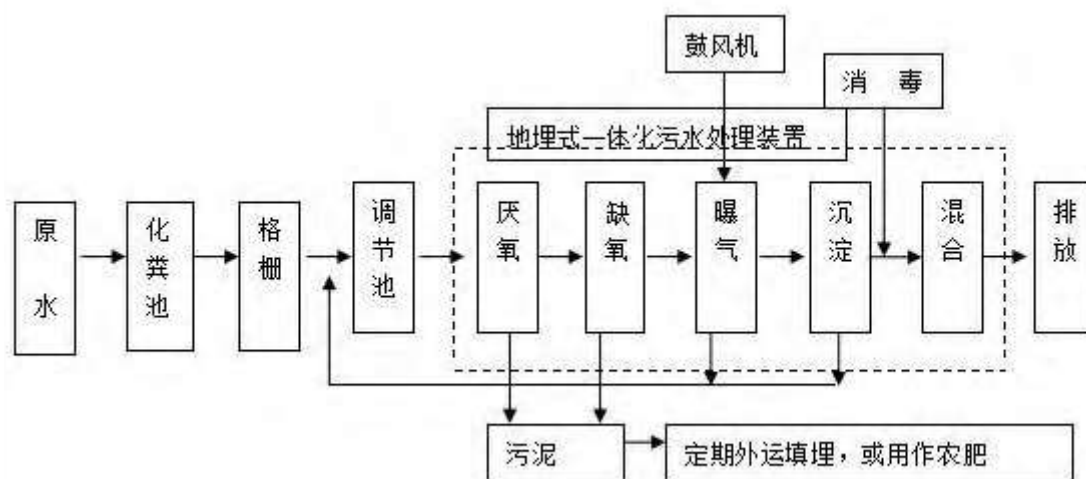 鼓风机
消 毒
地埋式一体化污水处理装置
原水
化粪池
格栅
调节池
厌氧
缺氧
曝气
沉淀
混合
排放
污泥
定期外运填埋，或用作农肥